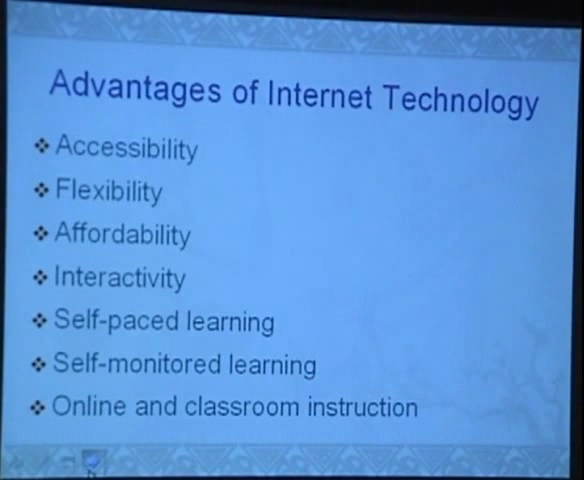 Advantages of Internet Technology
Accessibility
Flexibility
Affordability
Interactivity
Self-paced learning
Self-monitored learning
Online and classroom instruction